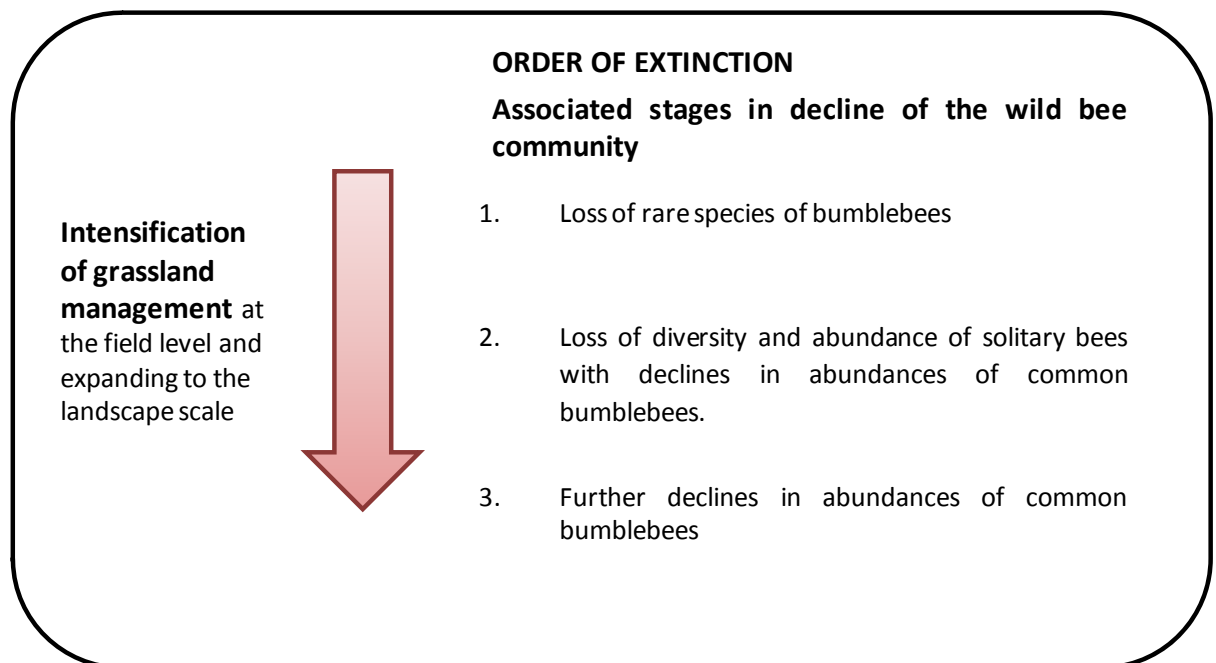 ORDER OF EXTINCTION
Associated stages in decline of the wild bee
community
Intensification
of grassland
management at
the field level and
expanding to the
landscape scale
1. Loss of rare species of bumblebees
2. Loss of diversity and abundance of solitary bees
with declines in abundances of common
bumblebees.
3. Further declines in abundances of common
bumblebees